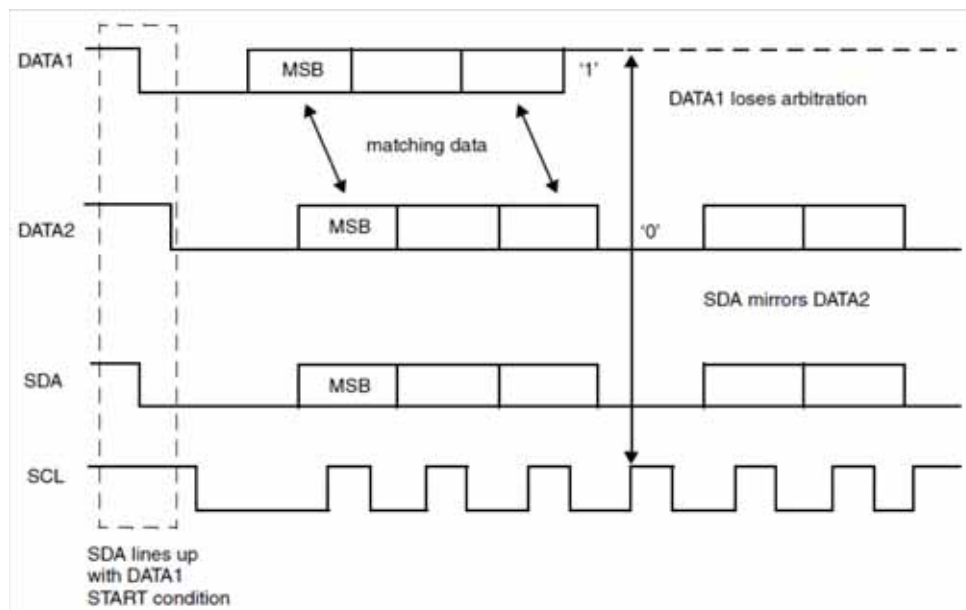 DATA1
MSB
'1'
DATA1 loses arbitration
matching data
DATA2
MSB
'0'
SDA mirrors DATA2
SDA
MSB
SCL
SDA lines up
with DATA1
START condition